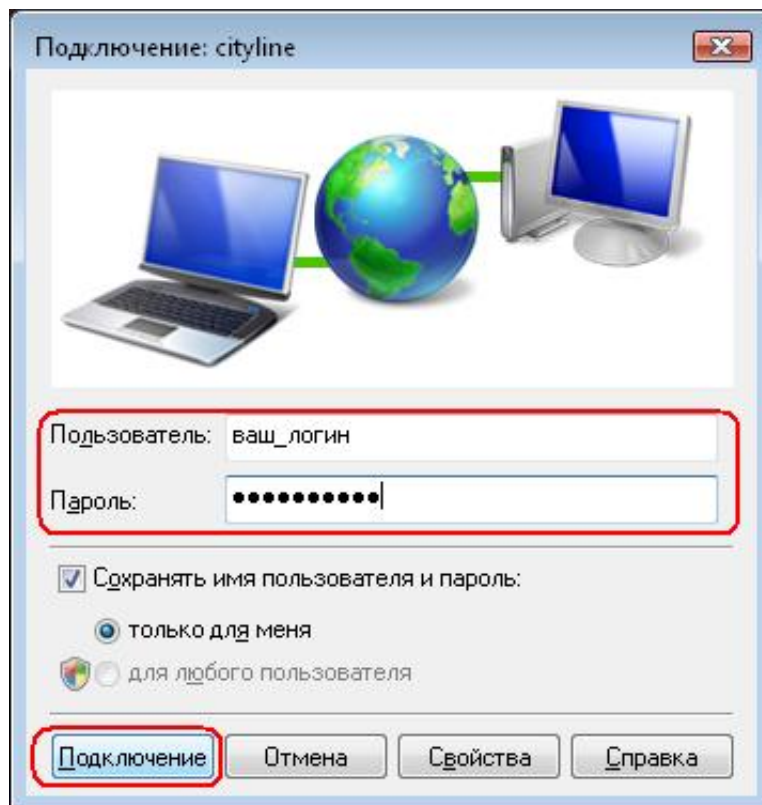 Подключение: cityline
Пользователь: ваш_логин
Пароль: ●●●●●●●●●●
Сохранять имя пользователя и пароль:
только для меня
для любого пользователя
Подключение Отмена Свойства Справка